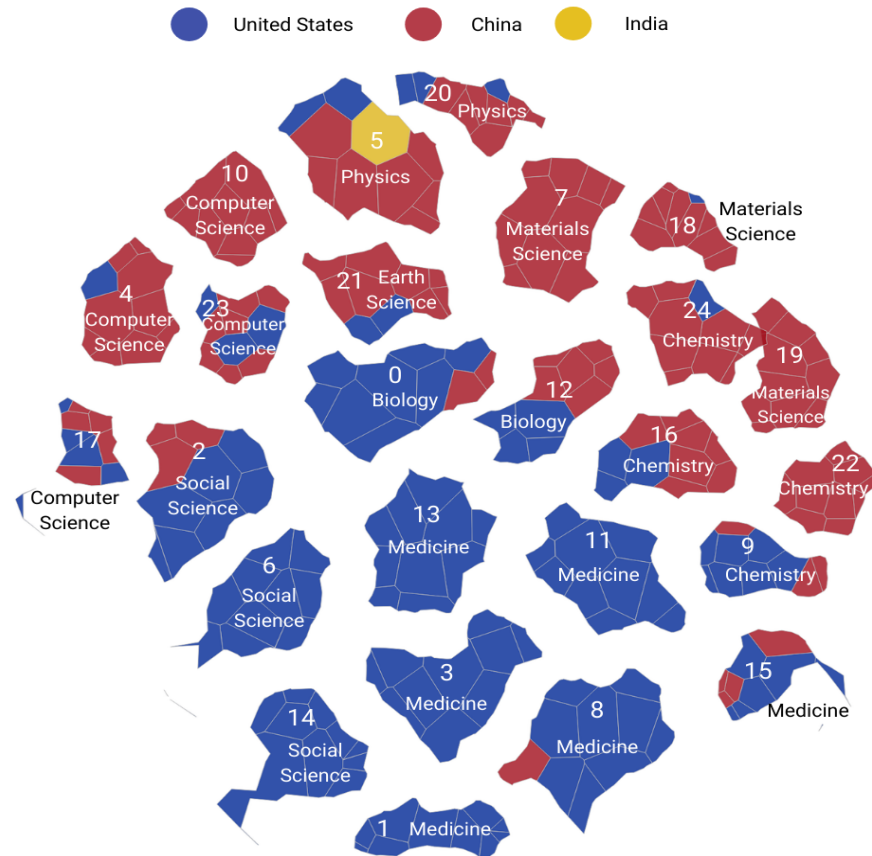 United States
China
India
20
Physics
5
Physics
10
Computer
Science
7
Materials
Science
18
Materials
Science
4
Computer
Science
23
Computer
Science
21
Earth
Science
24
Chemistry
19
Materials
Science
0
Biology
12
Biology
17
Computer
Science
2
Social
Science
16
Chemistry
22
Chemistry
13
Medicine
11
Medicine
9
Chemistry
6
Social
Science
3
Medicine
15
Medicine
14
Social
Science
8
Medicine
1
Medicine